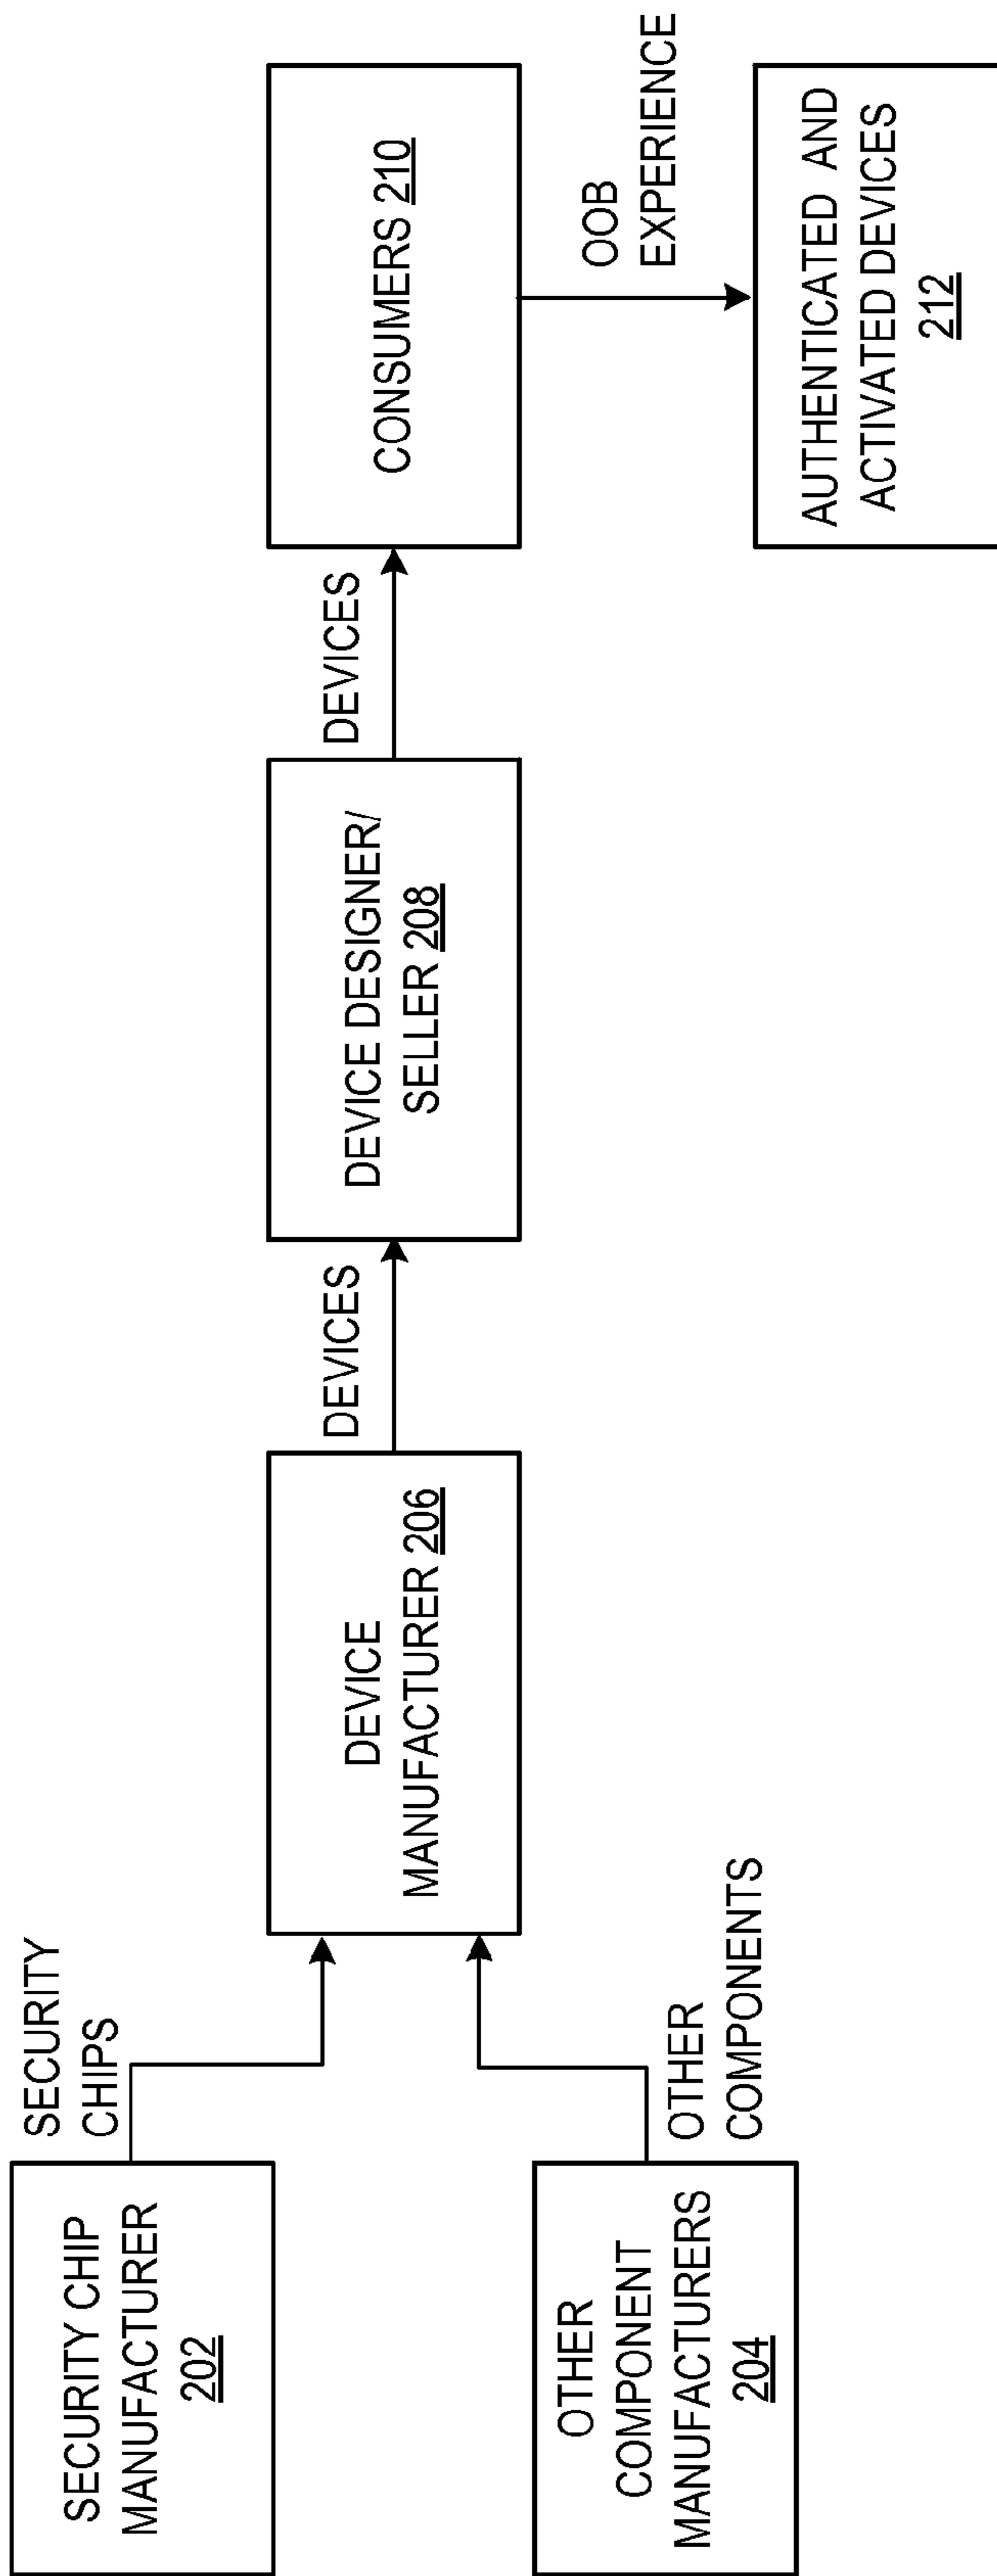 SECURITY CHIP
MANUFACTURER
202
SECURITY
CHIPS
OTHER
COMPONENT
MANUFACTURERS
204
OTHER
COMPONENTS
DEVICE
MANUFACTURER 206
DEVICES
DEVICE DESIGNER/
SELLER 208
DEVICES
CONSUMERS 210
OOB
EXPERIENCE
AUTHENTICATED AND
ACTIVATED DEVICES
212